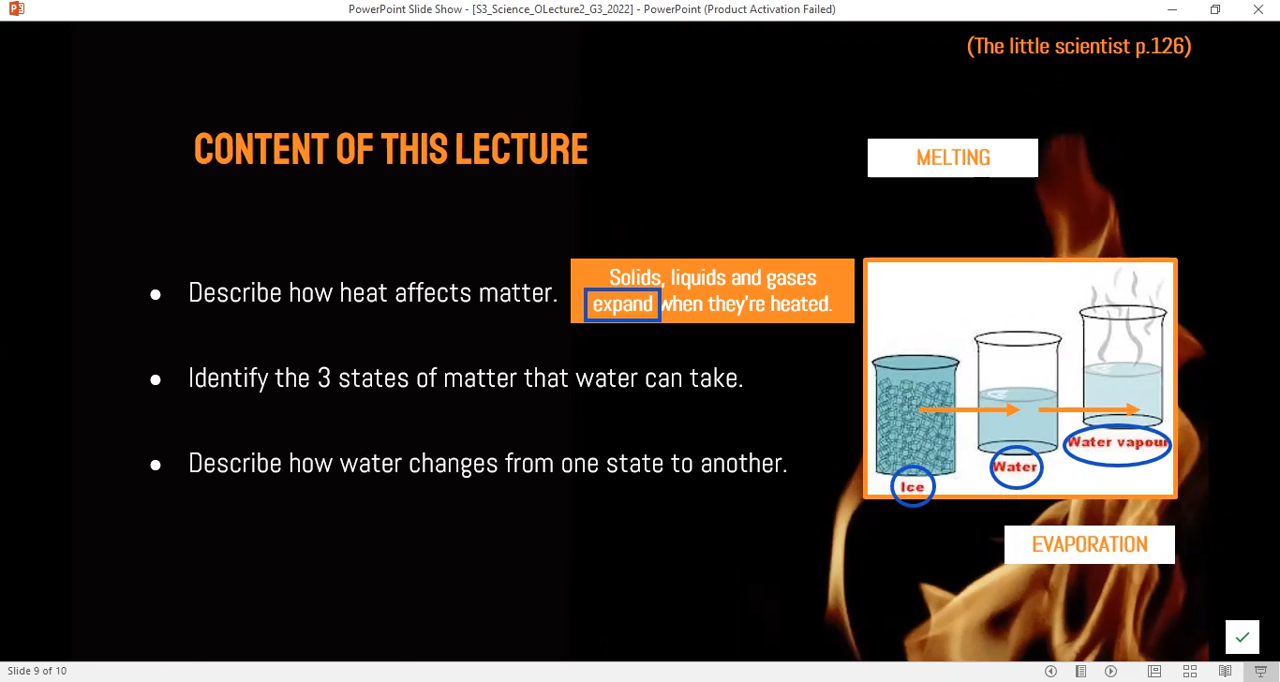 PowerPoint Slide Show - [S3_Science_OLecture2_G3_2022] - PowerPoint (Product Activation Failed)
(The little scientist p.126)
CONTENT OF THIS LECTURE
MELTING
• Describe how heat affects matter.
Solids, liquids and gases
expand when they're heated.
• Identify the 3 states of matter that water can take.
• Describe how water changes from one state to another.
Ice
Water
Water vapour
EVAPORATION
Slide 9 of 10